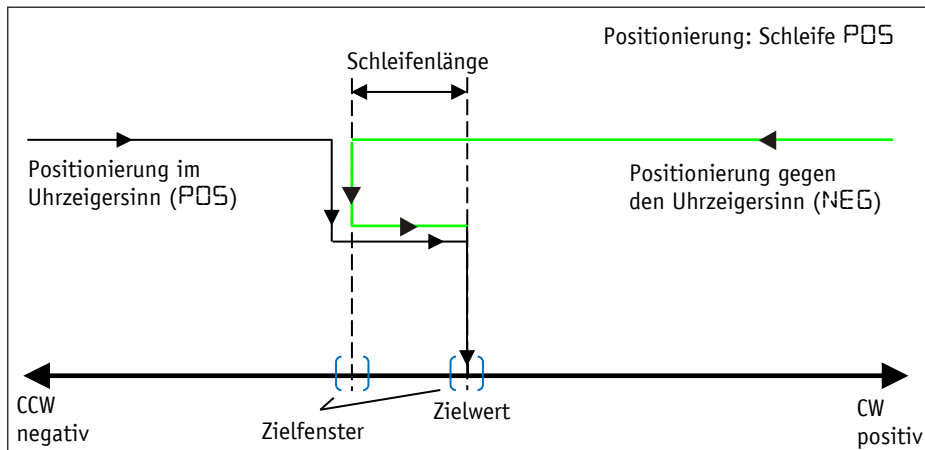 Positionierung: Schleife POS
Schleifenlänge
Positionierung im
Uhrzeigersinn (POS)
Positionierung gegen
den Uhrzeigersinn (NEG)
CCW
negativ
Zielfenster
Zielwert
CW
positiv